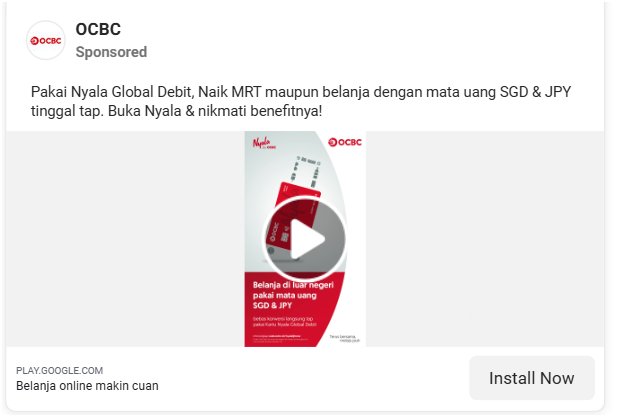 OCBC
Sponsored
OCBC
Pakai Nyala Global Debit, Naik MRT maupun belanja dengan mata uang SGD & JPY
tinggal tap. Buka Nyala & nikmati benefitnya!
Nyala
OCBC
OCBC
Belanja di luar negeri
pakai mata uang
SGD & JPY
Bebas konversi langsung tap
pakai Kartu Nyala Global Debit
PLAY.GOOGLE.COM
Belanja online makin cuan
Install Now